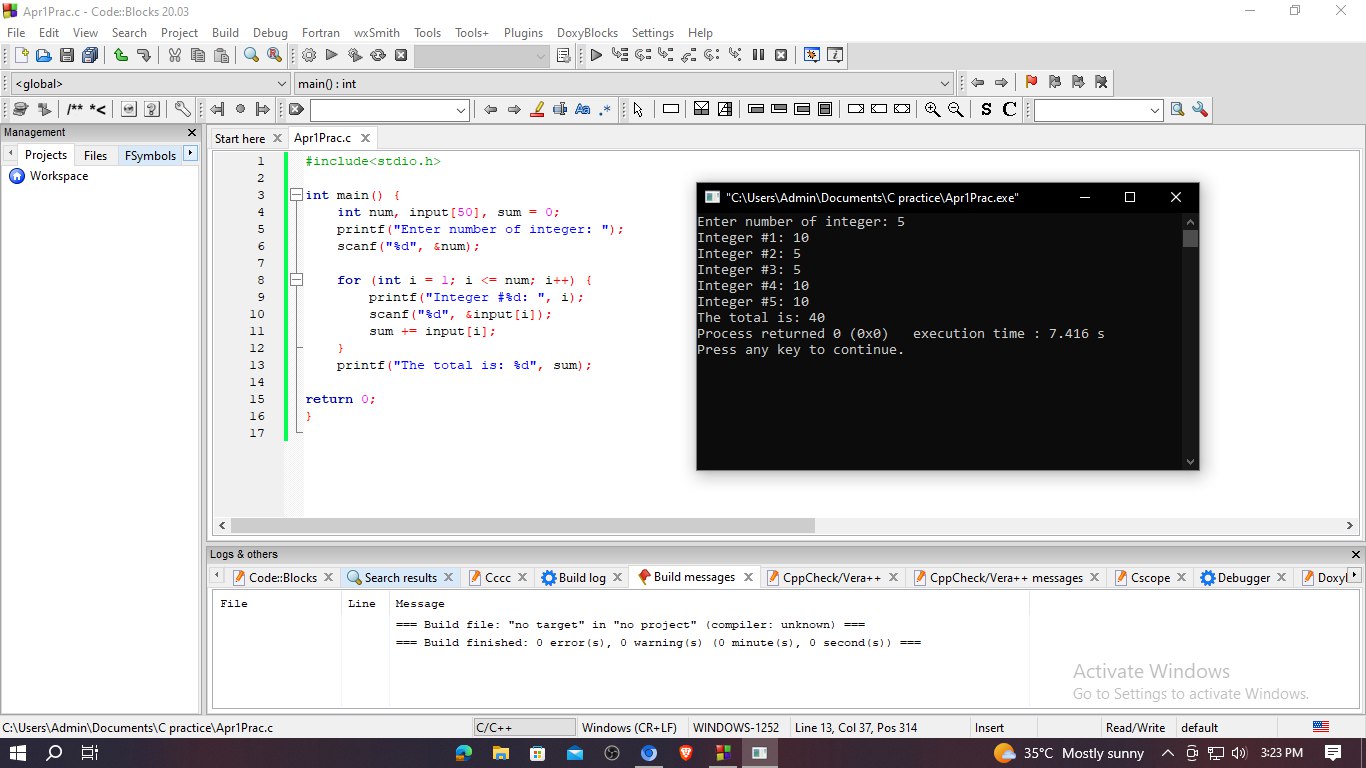 Apr1Prac.c - Code::Blocks 20.03
File Edit View Search Project Build Debug Fortran wxSmith Tools Tools+ Plugins DoxyBlocks Settings Help
<global> main() : int
/** *< Aa .* S C
Management
Projects Files FSymbols
Workspace
Start here Apr1Prac.c
1 #include<stdio.h>
2
3 int main() {
4 int num, input[50], sum = 0;
5 printf("Enter number of integer: ");
6 scanf("%d", &num);
7
8 for (int i = 1; i <= num; i++) {
9 printf("Integer #%d: ", i);
10 scanf("%d", &input[i]);
11 sum += input[i];
12 }
13 printf("The total is: %d", sum);
14
15 return 0;
16 }
17
"C:\Users\Admin\Documents\C practice\Apr1Prac.exe"
Enter number of integer: 5
Integer #1: 10
Integer #2: 5
Integer #3: 5
Integer #4: 10
Integer #5: 10
The total is: 40
Process returned 0 (0x0) execution time : 7.416 s
Press any key to continue.
Logs & others
Code::Blocks Search results Cccc Build log Build messages CppCheck/Vera++ CppCheck/Vera++ messages Cscope Debugger Doxyl
File Line Message
=== Build file: "no target" in "no project" (compiler: unknown) ===
=== Build finished: 0 error(s), 0 warning(s) (0 minute(s), 0 second(s)) ===
Activate Windows
Go to Settings to activate Windows.
C:\Users\Admin\Documents\C practice\Apr1Prac.c C/C++ Windows (CR+LF) WINDOWS-1252 Line 13, Col 37, Pos 314 Insert Read/Write default
35°C Mostly sunny 3:23 PM